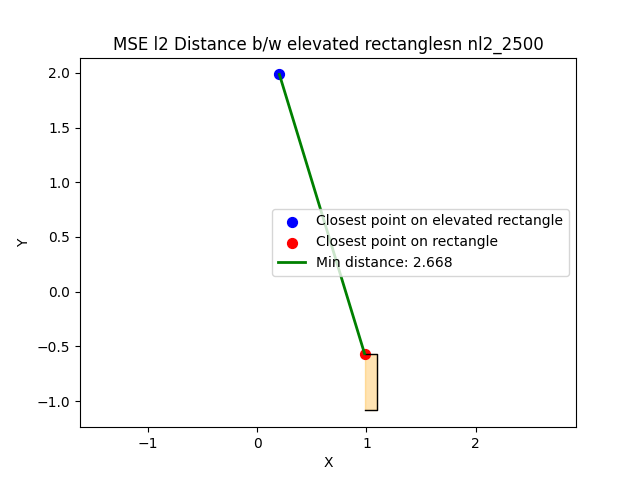 MSE l2 Distance b/w elevated rectanglesn nl2_2500
2.0
1.5
1.0
0.5
0.0
−0.5
−1.0
Y
Closest point on elevated rectangle
Closest point on rectangle
Min distance: 2.668
−1 0 1 2
X